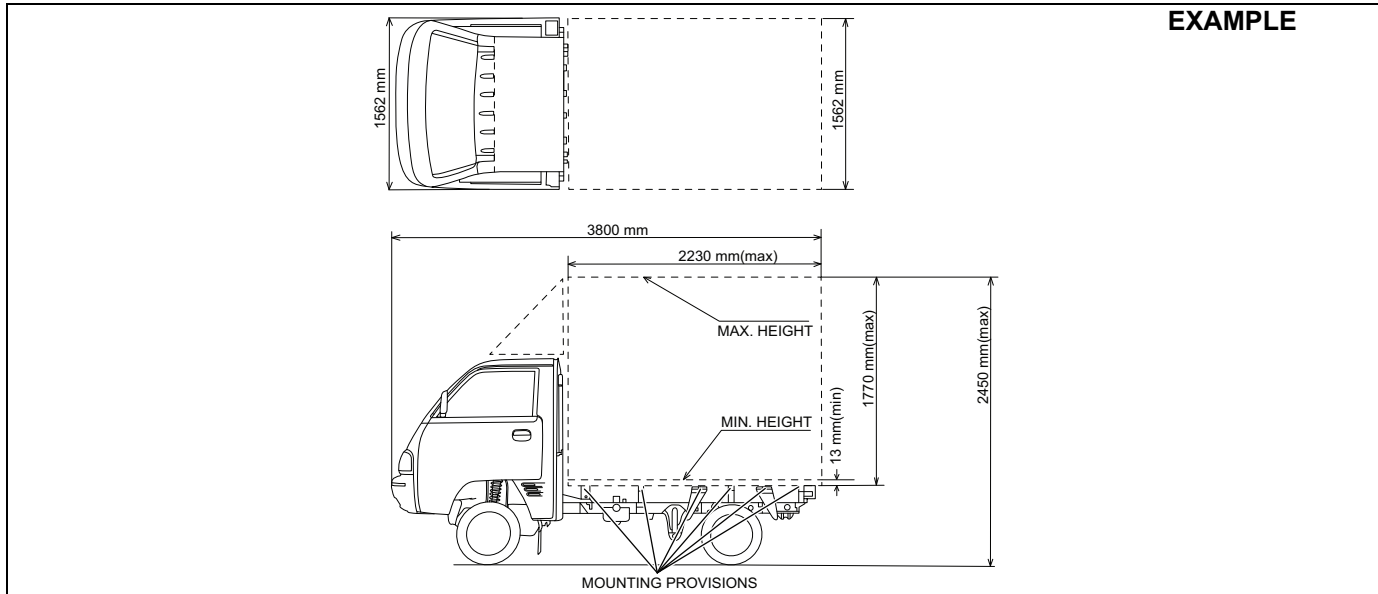 EXAMPLE
1562 mm
1562 mm
3800 mm
2230 mm(max)
MAX. HEIGHT
MIN. HEIGHT
13 mm(min)
1770 mm(max)
2450 mm(max)
MOUNTING PROVISIONS